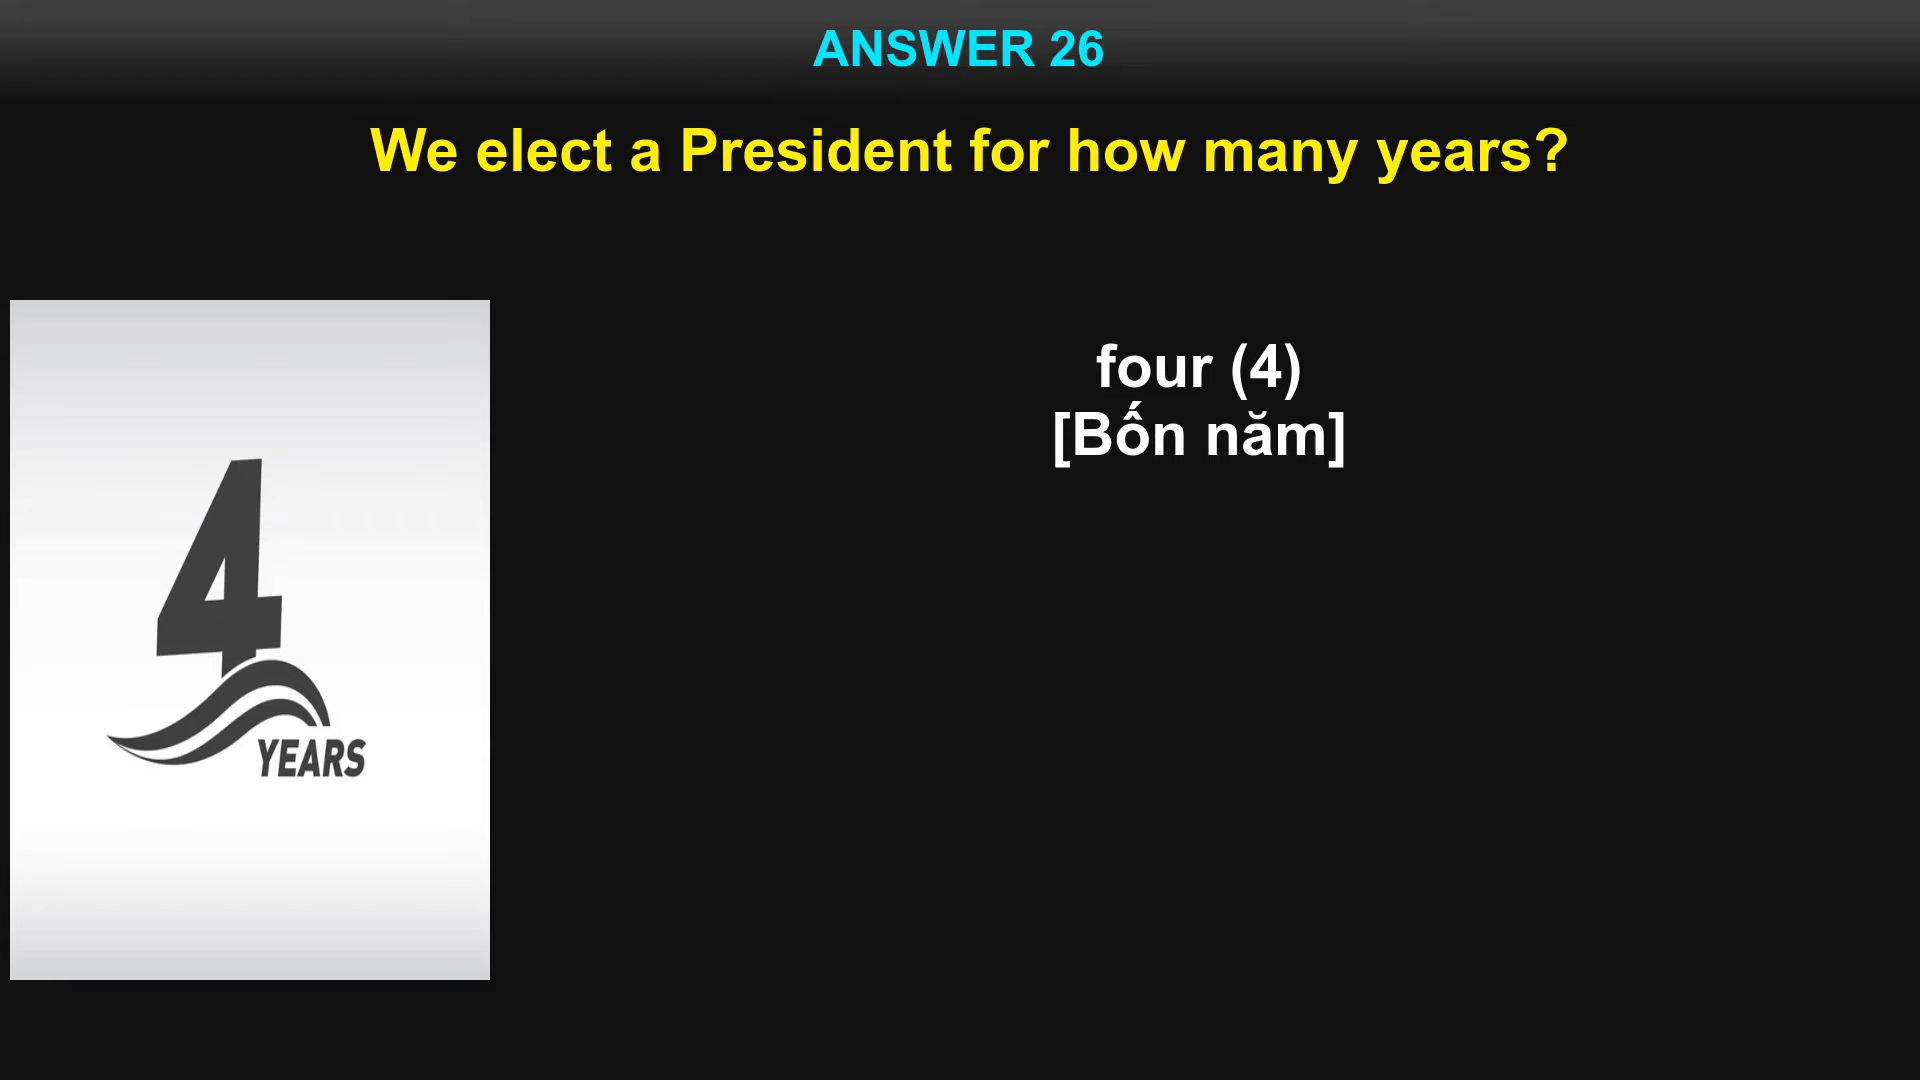 ANSWER 26
We elect a President for how many years?
four (4)
[Bốn năm]
4
YEARS